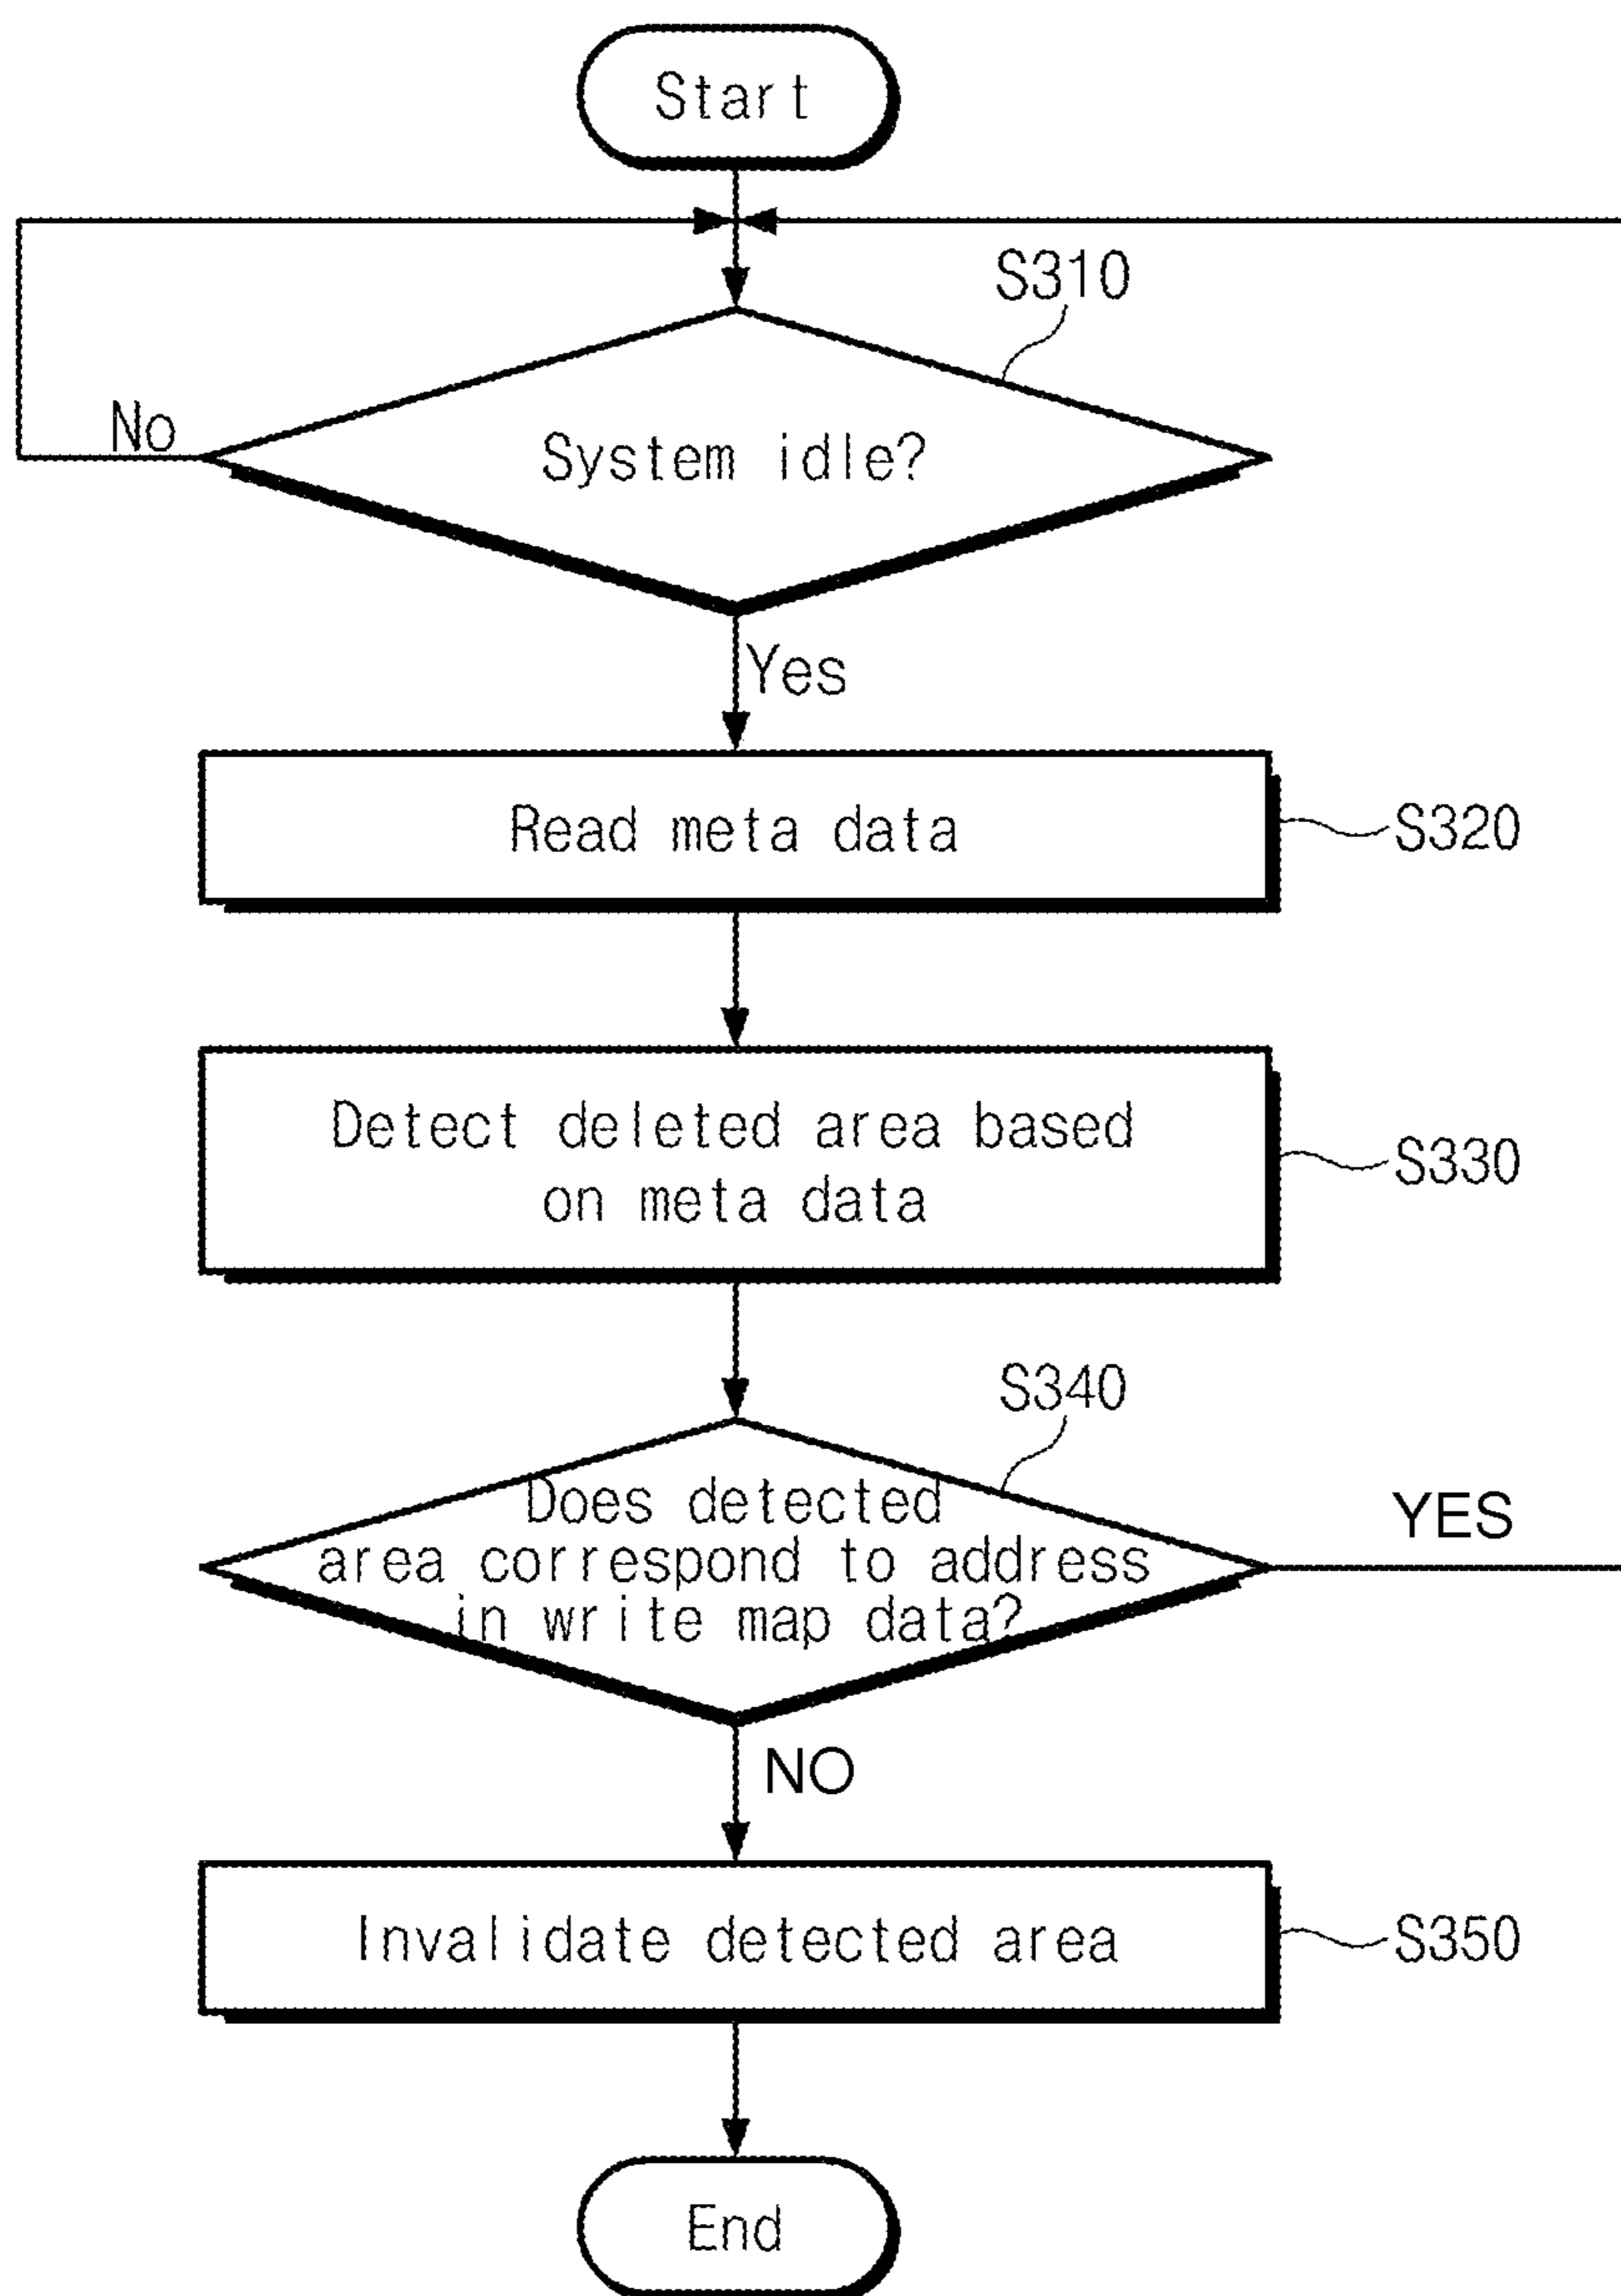 Start
S310
No
System idle?
Yes
Read meta data
S320
Detect deleted area based
on meta data
S330
S340
Does detected
area correspond to address
in write map data?
YES
NO
Invalidate detected area
S350
End